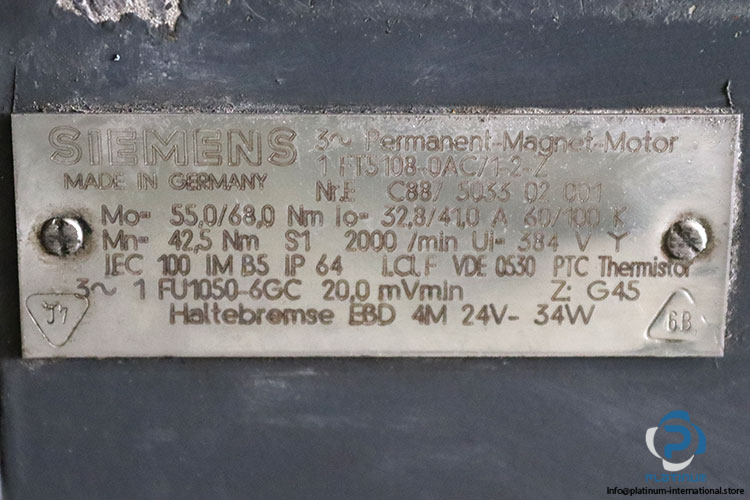 SIEMENS 3~ Permanent-Magnet-Motor
1 FT5108-0AC/1-2-Z
MADE IN GERMANY Nr.E C88/ 5033 02 001
Mo= 55,0/68,0 Nm Io= 32,8/41,0 A 60/100 K
Mn= 42,5 Nm S1 2000 /min Ui= 384 V Y
IEC 100 IM B5 IP 64 I.Cl.F VDE 0530 PTC Thermistor
3~ 1 FU1050-6GC 20,0 mVmin Z: G45
Haltebremse EBD 4M 24V- 34W
6.B
Info@platinum-international.store